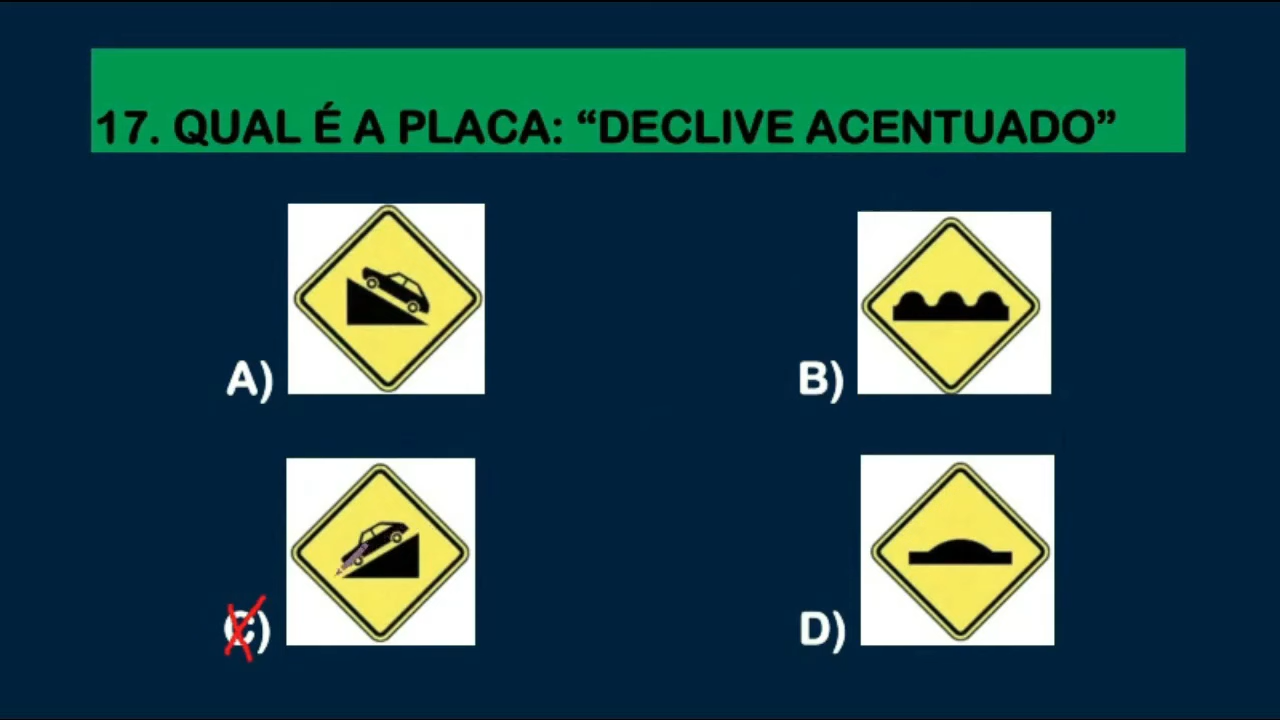 17. QUAL É A PLACA: “DECLIVE ACENTUADO”
A)
B)
C)
D)